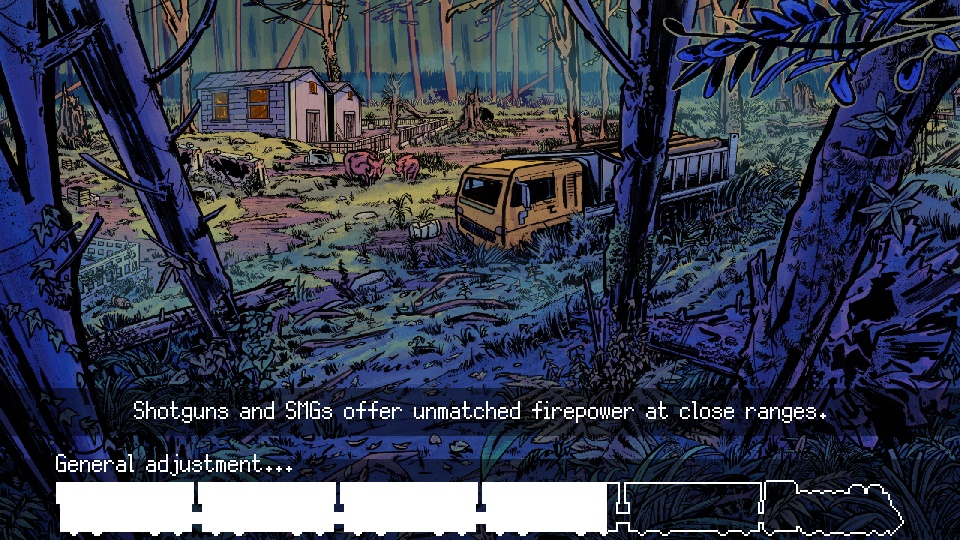 Shotguns and SMGs offer unmatched firepower at close ranges.
General adjustment...